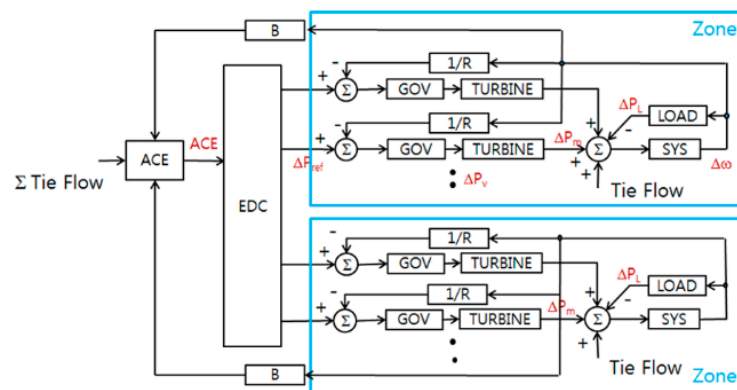 Zone
B
- 1/R
+ Σ GOV TURBINE
- 1/R
ΔP_L LOAD
+ -
ACE ACE ΔP_ref + Σ GOV TURBINE ΔP_m + Σ SYS Δω
+
Σ Tie Flow
ΔP_v Tie Flow
EDC
- 1/R
+ Σ GOV TURBINE
- 1/R
ΔP_L LOAD
+ -
+ Σ GOV TURBINE ΔP_m Σ SYS
+
Tie Flow
B
Zone